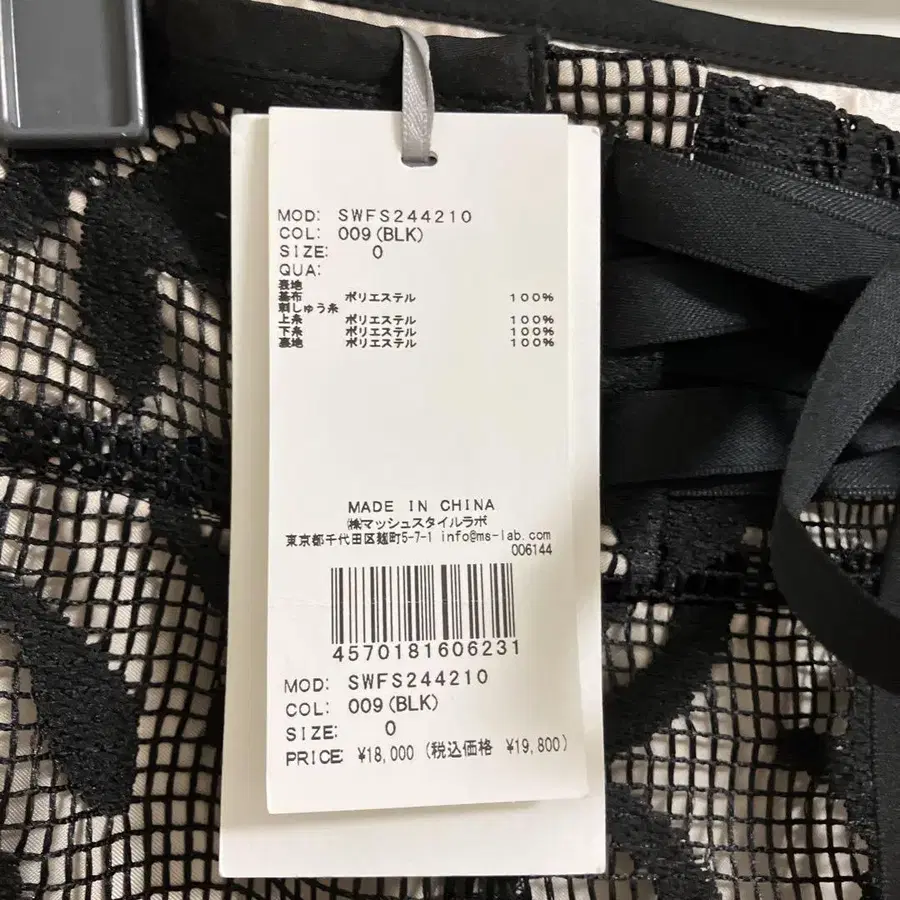 MOD: SWFS244210
COL: 009(BLK)
SIZE: 0
QUA:
表地
基布 ポリエステル 100%
刺しゅう糸
上糸 ポリエステル 100%
下糸 ポリエステル 100%
裏地 ポリエステル 100%
MADE IN CHINA
㈱マッシュスタイルラボ
東京都千代田区麹町5-7-1 info@ms-lab.com
006144
4570181606231
MOD: SWFS244210
COL: 009(BLK)
SIZE: 0
PRICE: ¥18,000 (税込価格 ¥19,800)